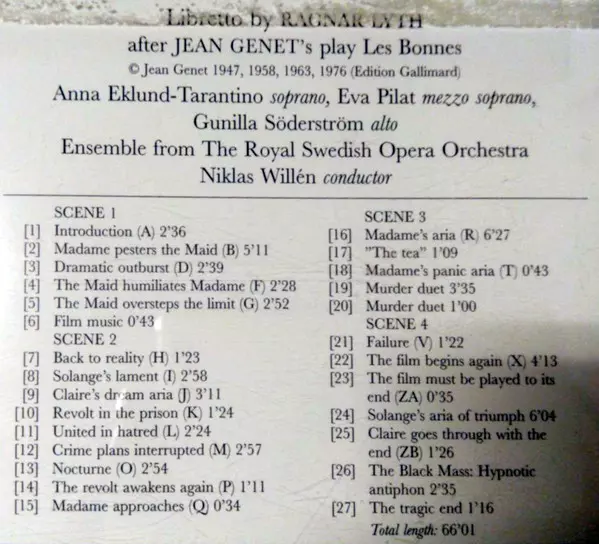 Libretto by RAGNAR LYTH
after JEAN GENET's play Les Bonnes
© Jean Genet 1947, 1958, 1963, 1976 (Edition Gallimard)
Anna Eklund-Tarantino soprano, Eva Pilat mezzo soprano,
Gunilla Söderström alto
Ensemble from The Royal Swedish Opera Orchestra
Niklas Willén conductor
SCENE 1
[1] Introduction (A) 2'36
[2] Madame pesters the Maid (B) 5'11
[3] Dramatic outburst (D) 2'39
[4] The Maid humiliates Madame (F) 2'28
[5] The Maid oversteps the limit (G) 2'52
[6] Film music 0'43
SCENE 2
[7] Back to reality (H) 1'23
[8] Solange's lament (I) 2'58
[9] Claire's dream aria (J) 3'11
[10] Revolt in the prison (K) 1'24
[11] United in hatred (L) 2'24
[12] Crime plans interrupted (M) 2'57
[13] Nocturne (O) 2'54
[14] The revolt awakens again (P) 1'11
[15] Madame approaches (Q) 0'34
SCENE 3
[16] Madame's aria (R) 6'27
[17] "The tea" 1'09
[18] Madame's panic aria (T) 0'43
[19] Murder duet 3'35
[20] Murder duet 1'00
SCENE 4
[21] Failure (V) 1'22
[22] The film begins again (X) 4'13
[23] The film must be played to its
end (ZA) 0'35
[24] Solange's aria of triumph 6'04
[25] Claire goes through with the
end (ZB) 1'26
[26] The Black Mass: Hypnotic
antiphon 2'35
[27] The tragic end 1'16
Total length: 66'01